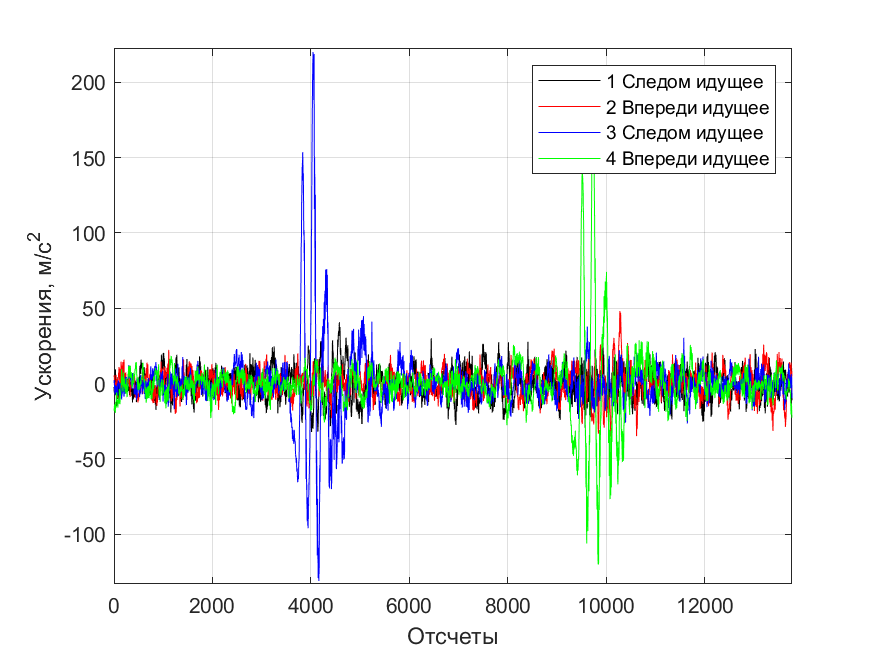 200
150
100
50
0
-50
-100
0 2000 4000 6000 8000 10000 12000
Ускорения, м/с²
Отсчеты
1 Следом идущее
2 Впереди идущее
3 Следом идущее
4 Впереди идущее